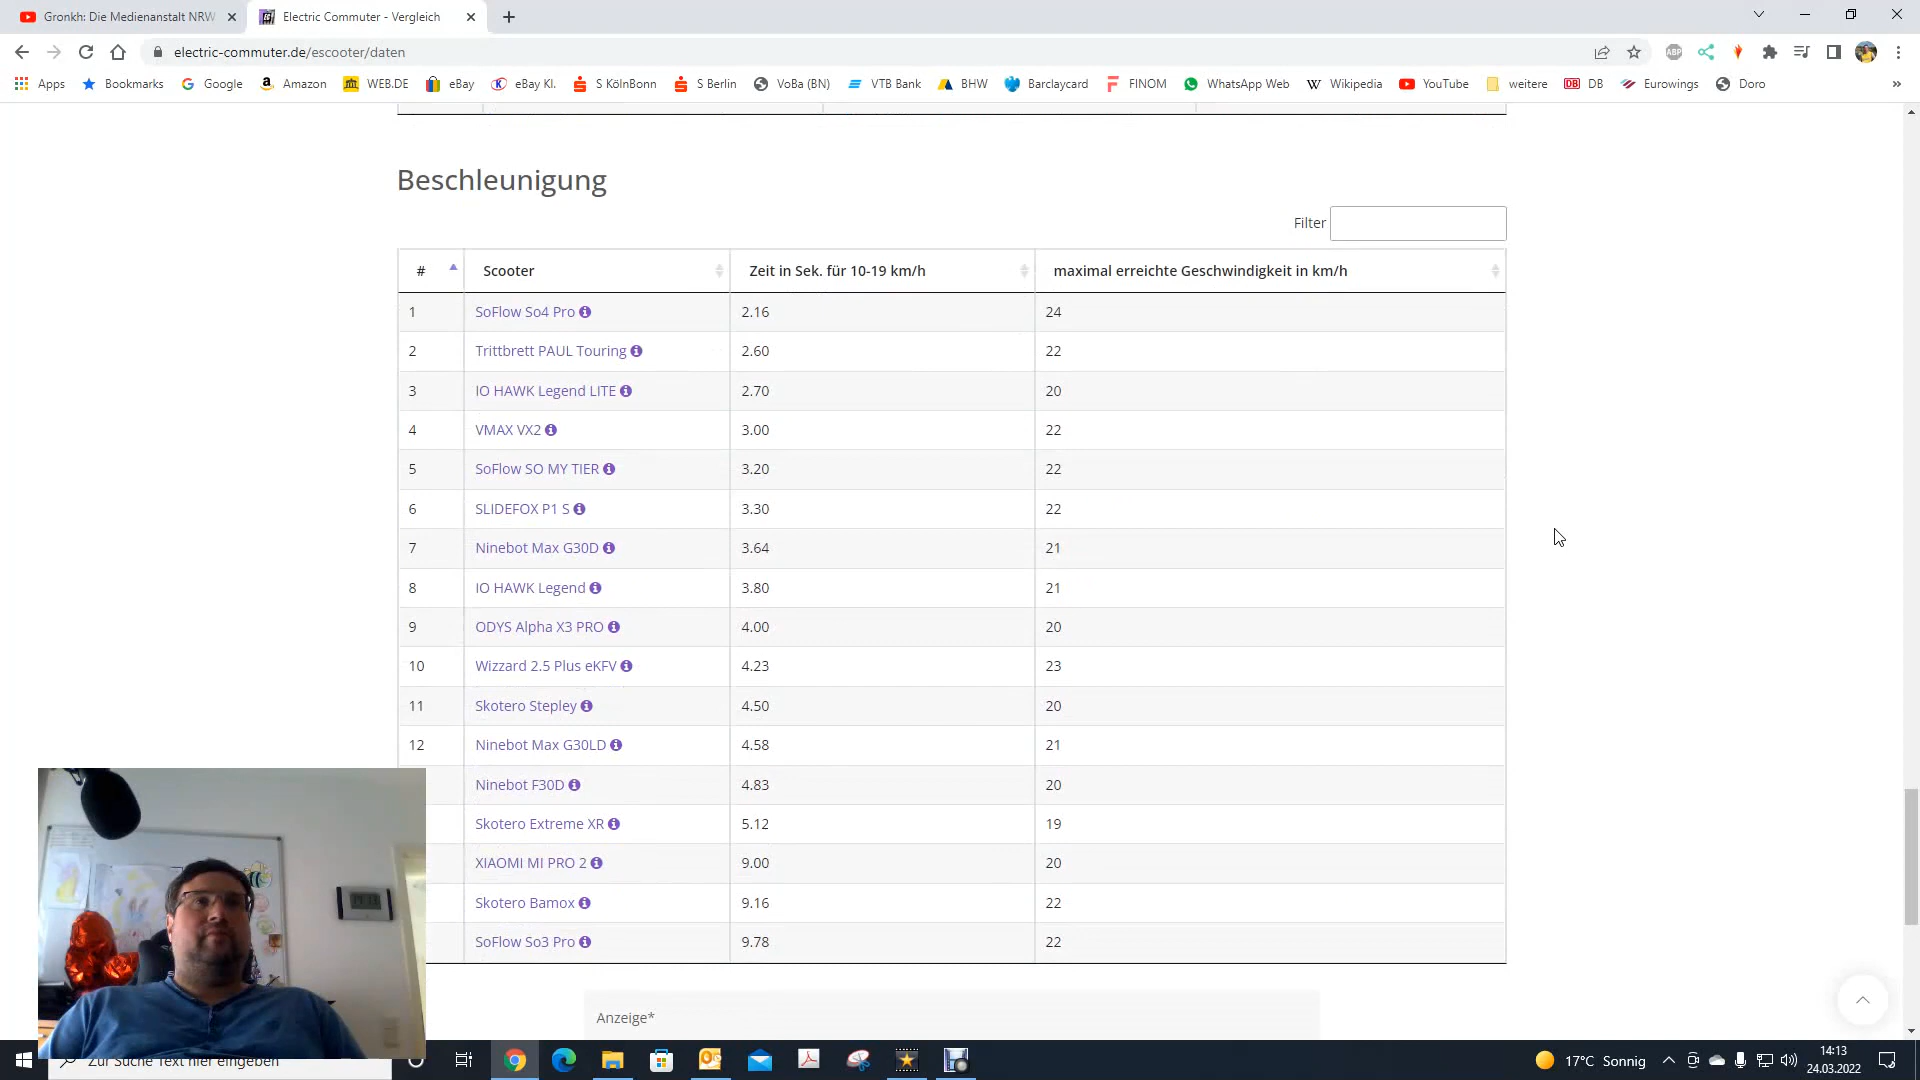 Gronkh: Die Medienanstalt NRW
Electric Commuter - Vergleich
electric-commuter.de/escooter/daten
ABP
Apps Bookmarks Google Amazon WEB.DE eBay eBay Kl. S KölnBonn S Berlin VoBa (BN) VTB Bank BHW Barclaycard FINOM WhatsApp Web Wikipedia YouTube weitere DB DB Eurowings Doro »
Beschleunigung
Filter
# Scooter Zeit in Sek. für 10-19 km/h maximal erreichte Geschwindigkeit in km/h
1 SoFlow So4 Pro 2.16 24
2 Trittbrett PAUL Touring 2.60 22
3 IO HAWK Legend LITE 2.70 20
4 VMAX VX2 3.00 22
5 SoFlow SO MY TIER 3.20 22
6 SLIDEFOX P1 S 3.30 22
7 Ninebot Max G30D 3.64 21
8 IO HAWK Legend 3.80 21
9 ODYS Alpha X3 PRO 4.00 20
10 Wizzard 2.5 Plus eKFV 4.23 23
11 Skotero Stepley 4.50 20
12 Ninebot Max G30LD 4.58 21
Ninebot F30D 4.83 20
Skotero Extreme XR 5.12 19
XIAOMI MI PRO 2 9.00 20
Skotero Bamox 9.16 22
SoFlow So3 Pro 9.78 22
Anzeige*
Zur Suche Text hier eingeben
17°C Sonnig
14:13
24.03.2022